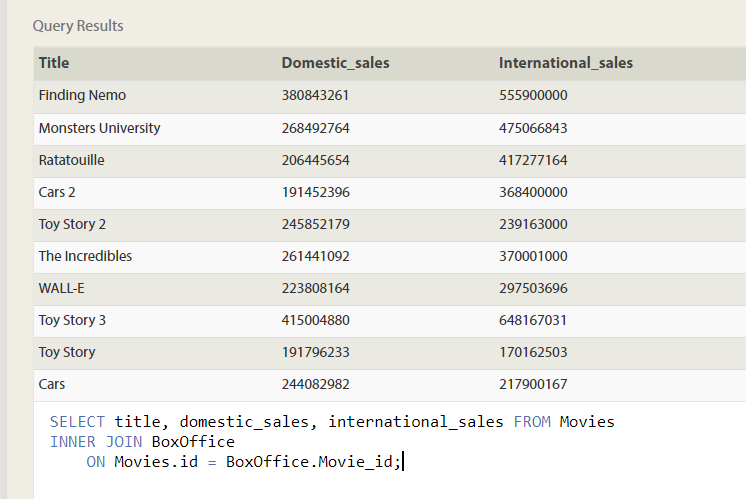 Query Results
Title Domestic_sales International_sales
Finding Nemo 380843261 555900000
Monsters University 268492764 475066843
Ratatouille 206445654 417277164
Cars 2 191452396 368400000
Toy Story 2 245852179 239163000
The Incredibles 261441092 370001000
WALL-E 223808164 297503696
Toy Story 3 415004880 648167031
Toy Story 191796233 170162503
Cars 244082982 217900167
SELECT title, domestic_sales, international_sales FROM Movies
INNER JOIN BoxOffice
    ON Movies.id = BoxOffice.Movie_id;